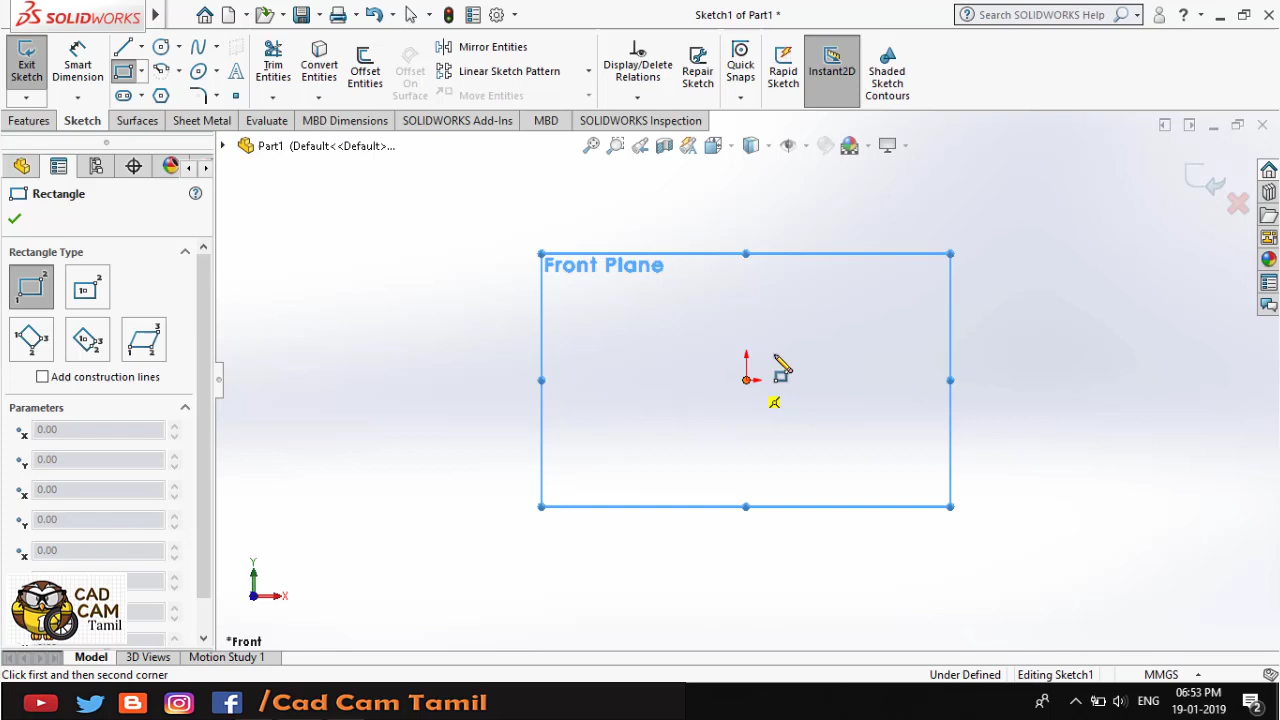 SOLIDWORKS
Sketch1 of Part1 *
Search SOLIDWORKS Help
Exit Sketch
Smart Dimension
Trim Entities
Convert Entities
Offset Entities
Offset On Surface
Mirror Entities
Linear Sketch Pattern
Move Entities
Display/Delete Relations
Repair Sketch
Quick Snaps
Rapid Sketch
Instant2D
Shaded Sketch Contours
Features
Sketch
Surfaces
Sheet Metal
Evaluate
MBD Dimensions
SOLIDWORKS Add-Ins
MBD
SOLIDWORKS Inspection
Part1 (Default<<Default>...
Rectangle
Rectangle Type
Add construction lines
Parameters
0.00
0.00
0.00
0.00
0.00
CAD
CAM
Tamil
Front Plane
Y
X
*Front
Model
3D Views
Motion Study 1
Click first and then second corner
Under Defined
Editing Sketch1
MMGS
/Cad Cam Tamil
ENG
06:53 PM
19-01-2019
2